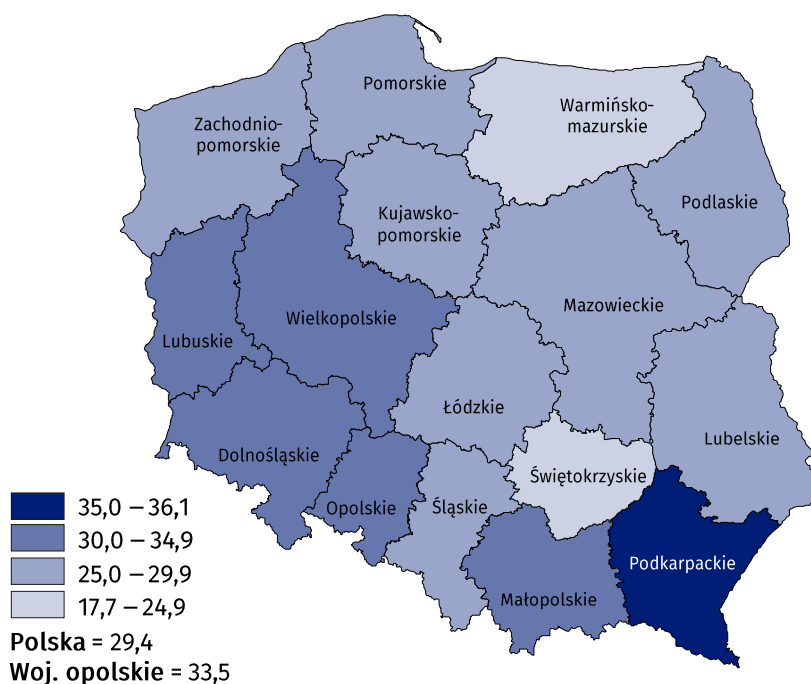 Pomorskie
Warmińsko-
mazurskie
Zachodnio-
pomorskie
Podlaskie
Kujawsko-
pomorskie
Mazowieckie
Wielkopolskie
Lubuskie
Łódzkie
Lubelskie
Dolnośląskie
Świętokrzyskie
Opolskie
Śląskie
Podkarpackie
Małopolskie
35,0 – 36,1
30,0 – 34,9
25,0 – 29,9
17,7 – 24,9
Polska = 29,4
Woj. opolskie = 33,5